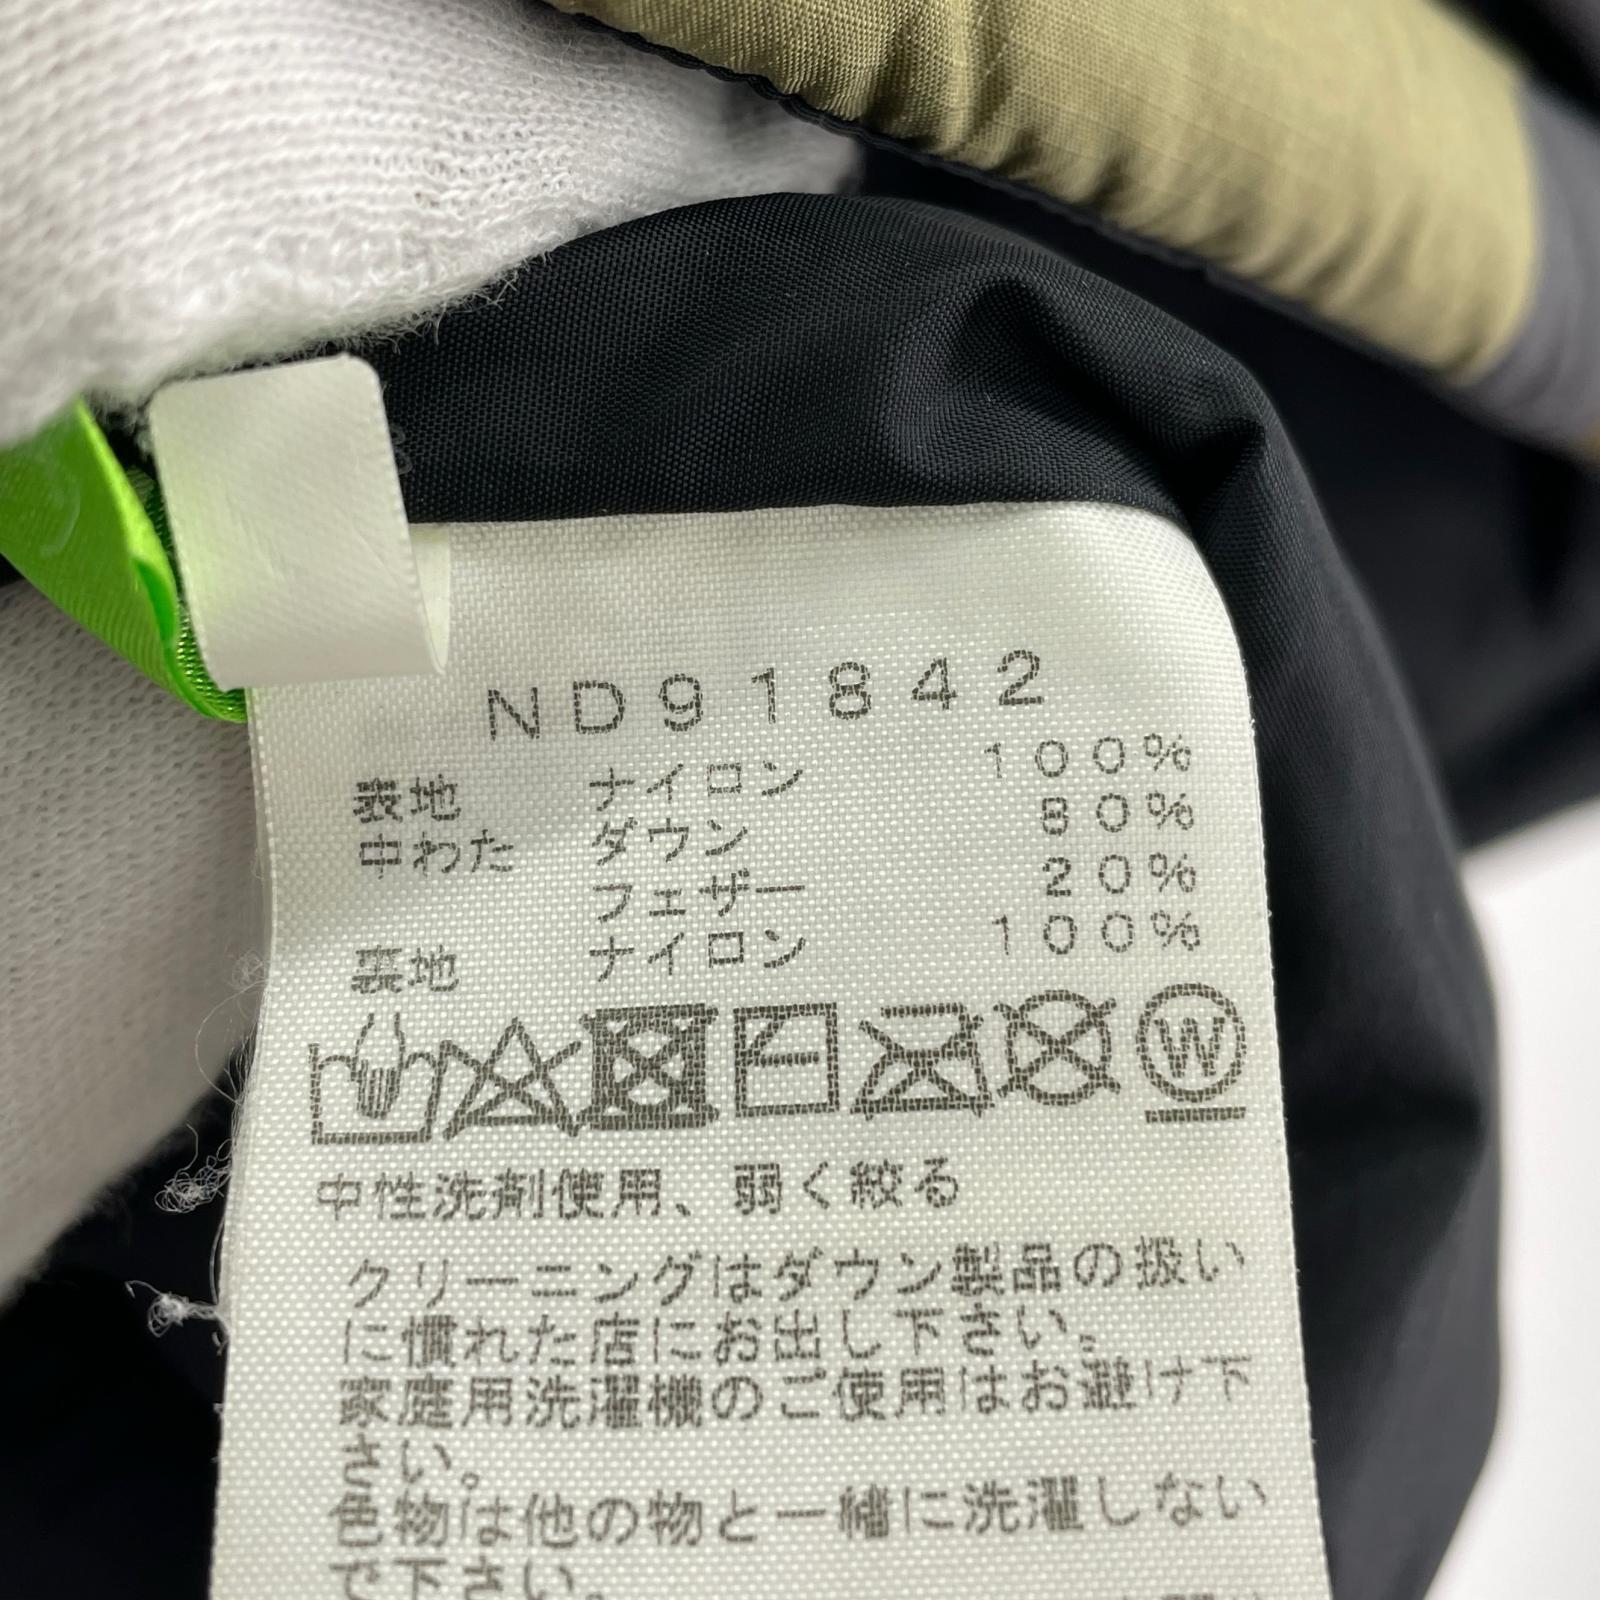 ND91842
表地 ナイロン 100%
中わた ダウン 80%
フェザー 20%
裏地 ナイロン 100%
W
中性洗剤使用、弱く絞る
クリーニングはダウン製品の扱い
に慣れた店にお出し下さい。
家庭用洗濯機のご使用はお避け下
さい。
色物は他の物と一緒に洗濯しない
で下さい。